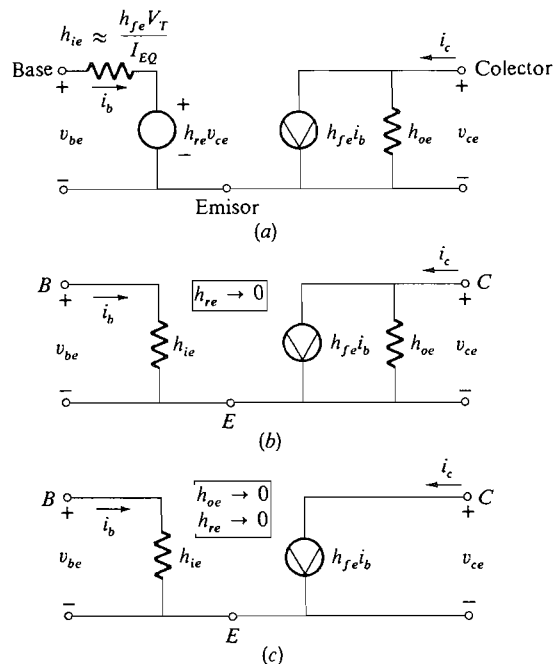 h_ie ≈ h_fe V_T / I_EQ
Base
i_c
Colector
+
i_b
+
+
v_be
h_re v_ce
h_fe i_b
h_oe
v_ce
−
−
−
Emisor
(a)
i_c
B
h_re → 0
C
+
i_b
+
v_be
h_ie
h_fe i_b
h_oe
v_ce
−
−
E
(b)
i_c
B
h_oe → 0
C
+
i_b
h_re → 0
+
v_be
h_ie
h_fe i_b
v_ce
−
−
E
(c)